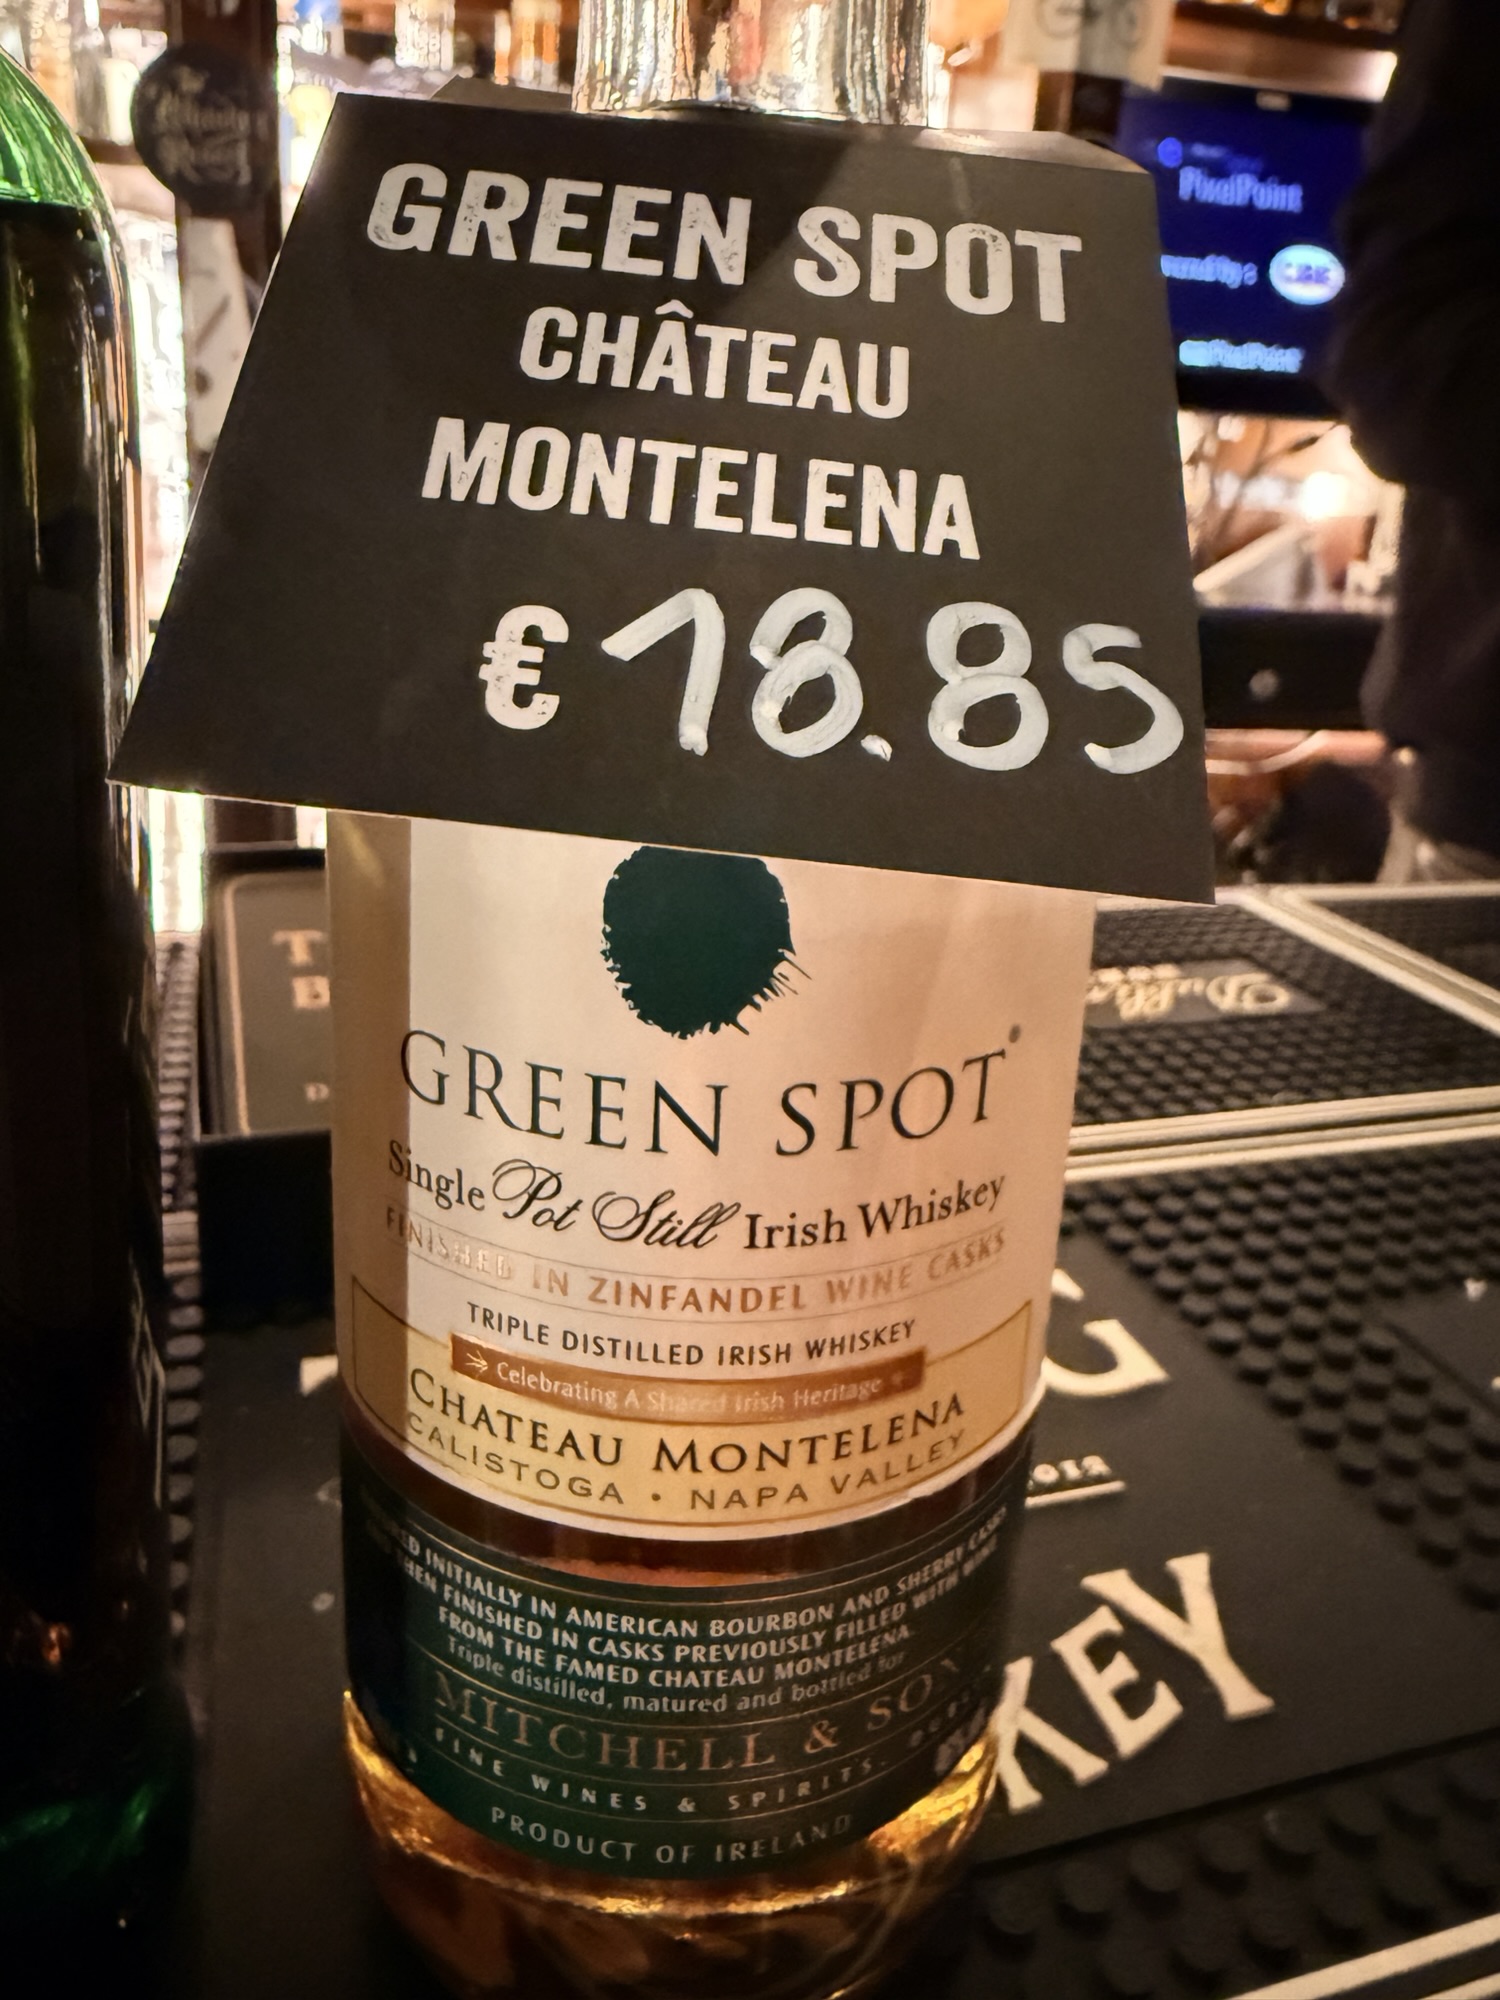 GREEN SPOT
CHÂTEAU
MONTELENA
€ 18.85
PixelPoint
GREEN SPOT
Single Pot Still Irish Whiskey
FINISHED IN ZINFANDEL WINE CASKS
TRIPLE DISTILLED IRISH WHISKEY
Celebrating A Shared Irish Heritage
CHATEAU MONTELENA
CALISTOGA • NAPA VALLEY
INITIALLY IN AMERICAN BOURBON AND SHERRY CASKS
THEN FINISHED IN CASKS PREVIOUSLY FILLED WITH WINE
FROM THE FAMED CHATEAU MONTELENA.
Triple distilled, matured and bottled for
MITCHELL & SON
FINE WINES & SPIRITS,
PRODUCT OF IRELAND
KEY